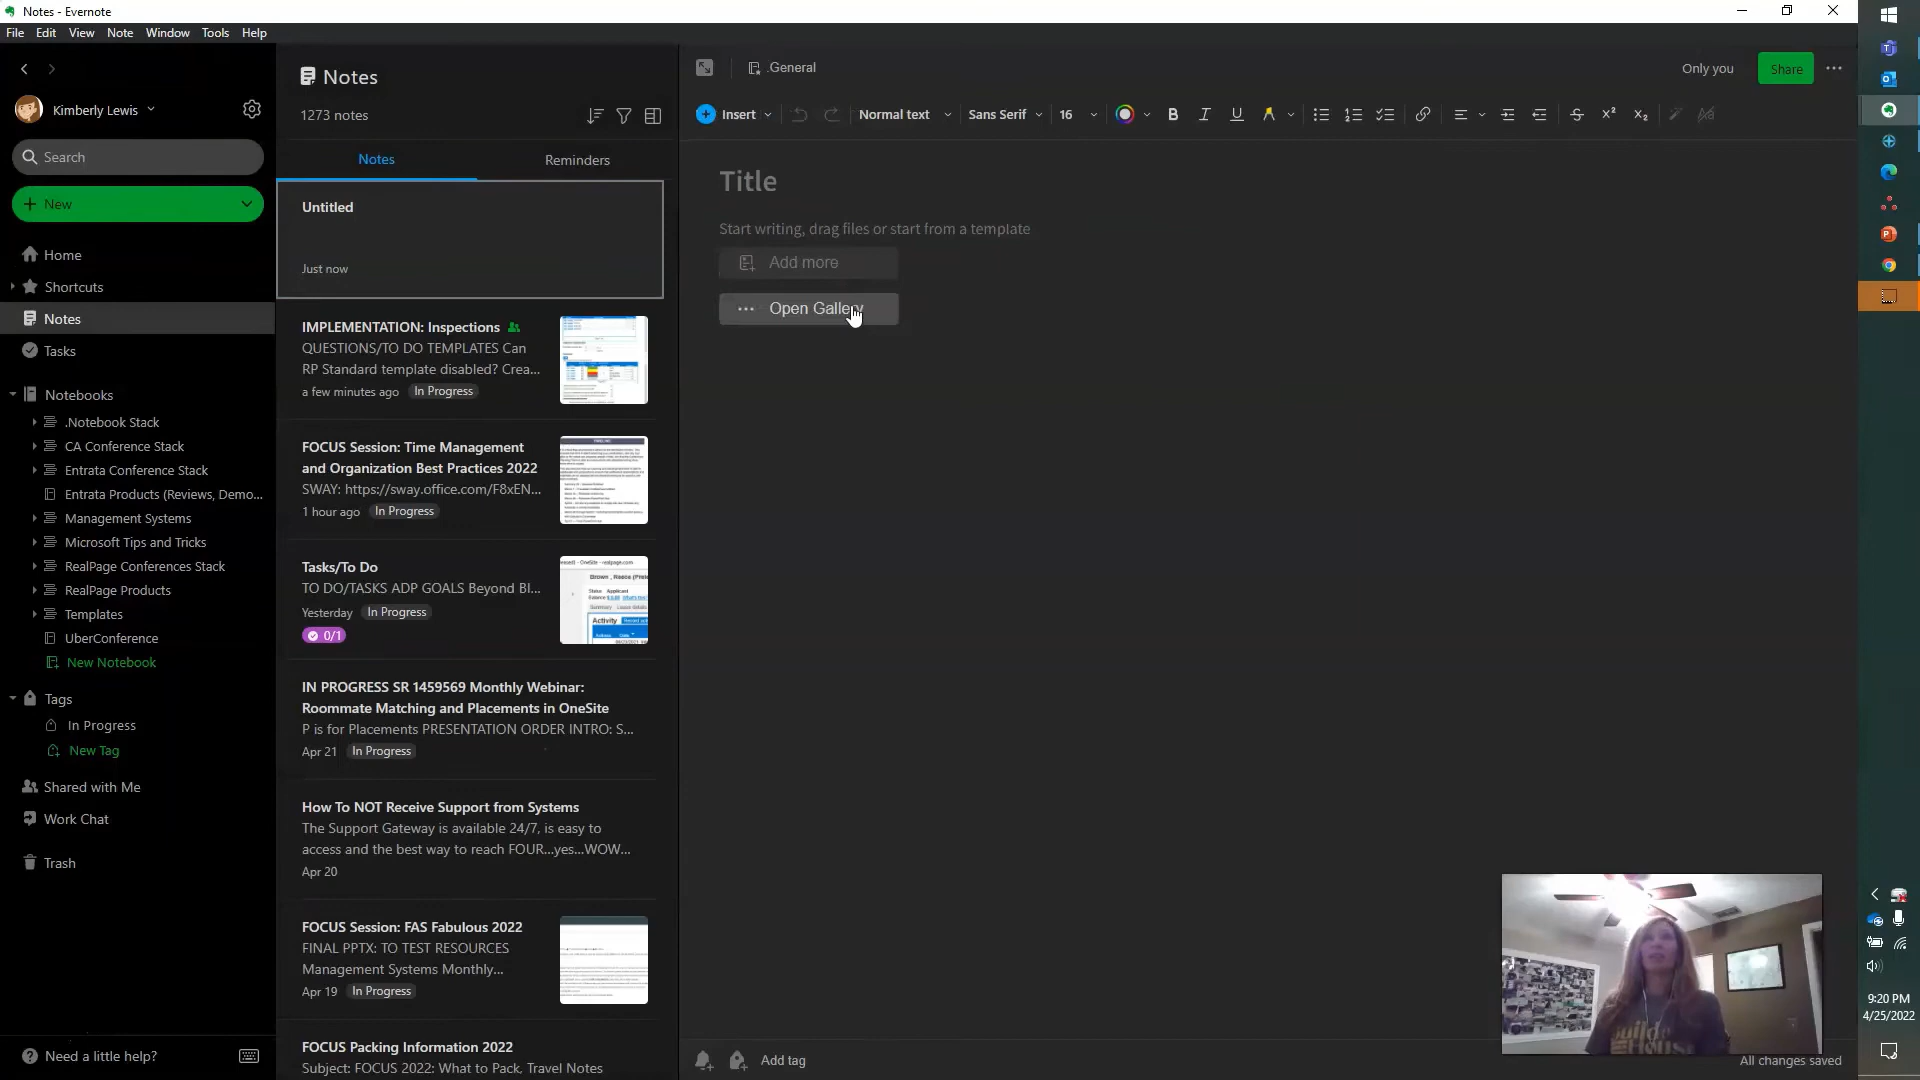 Notes - Evernote
File Edit View Note Window Tools Help
Kimberly Lewis
Search
New
Home
Shortcuts
Notes
Tasks
Notebooks
.Notebook Stack
CA Conference Stack
Entrata Conference Stack
Entrata Products (Reviews, Demo...
Management Systems
Microsoft Tips and Tricks
RealPage Conferences Stack
RealPage Products
Templates
UberConference
New Notebook
Tags
In Progress
New Tag
Shared with Me
Work Chat
Trash
Need a little help?
Notes
1273 notes
Notes Reminders
Untitled
Just now
IMPLEMENTATION: Inspections
QUESTIONS/TO DO TEMPLATES Can
RP Standard template disabled? Crea...
a few minutes ago In Progress
FOCUS Session: Time Management
and Organization Best Practices 2022
SWAY: https://sway.office.com/F8xEN...
1 hour ago In Progress
Tasks/To Do
TO DO/TASKS ADP GOALS Beyond Bl...
Yesterday In Progress
0/1
IN PROGRESS SR 1459569 Monthly Webinar:
Roommate Matching and Placements in OneSite
P is for Placements PRESENTATION ORDER INTRO: S...
Apr 21 In Progress
How To NOT Receive Support from Systems
The Support Gateway is available 24/7, is easy to
access and the best way to reach FOUR...yes...WOW...
Apr 20
FOCUS Session: FAS Fabulous 2022
FINAL PPTX: TO TEST RESOURCES
Management Systems Monthly...
Apr 19 In Progress
FOCUS Packing Information 2022
Subject: FOCUS 2022: What to Pack, Travel Notes
.General
Only you Share
Insert Normal text Sans Serif 16
Title
Start writing, drag files or start from a template
Add more
Open Gallery
Add tag
All changes saved
9:20 PM
4/25/2022